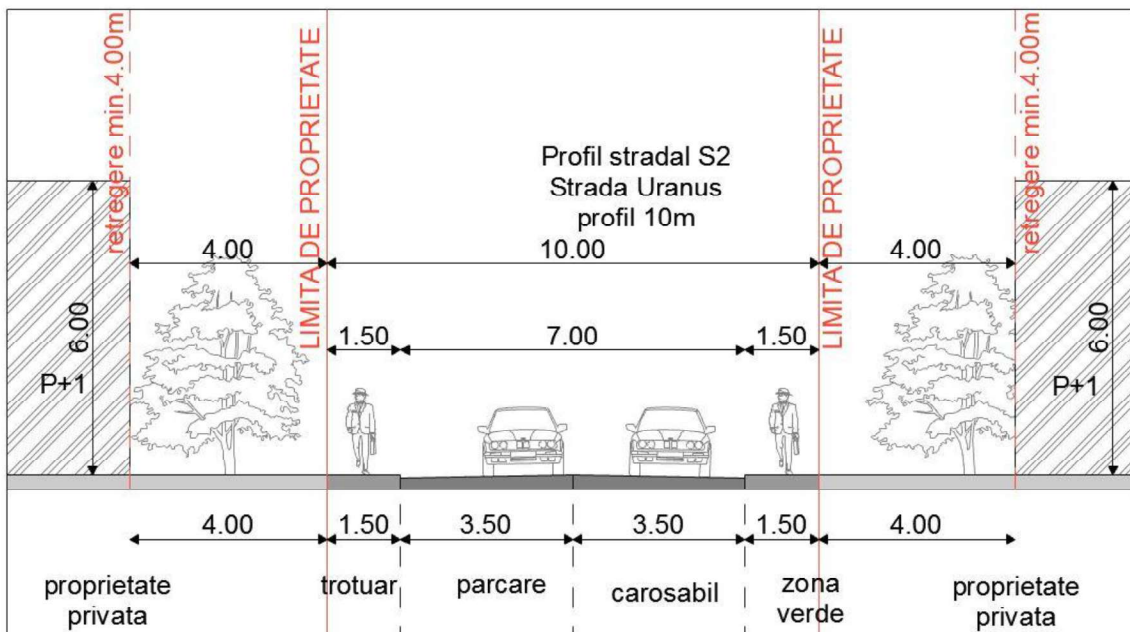 retregere min.4.00m
LIMITA DE PROPRIETATE
LIMITA DE PROPRIETATE
retregere min.4.00m
Profil stradal S2
Strada Uranus
profil 10m
4.00 10.00 4.00
6.00
6.00
1.50 7.00 1.50
P+1
P+1
4.00 1.50 3.50 3.50 1.50 4.00
proprietate
privata
trotuar
parcare
carosabil
zona
verde
proprietate
privata